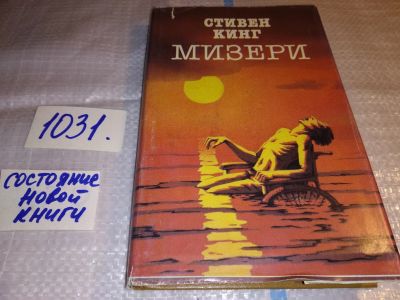 СТИВЕН
КИНГ
МИЗЕРИ
1031.
СОСТОЯНИЕ
НОВОЙ
КНИГИ